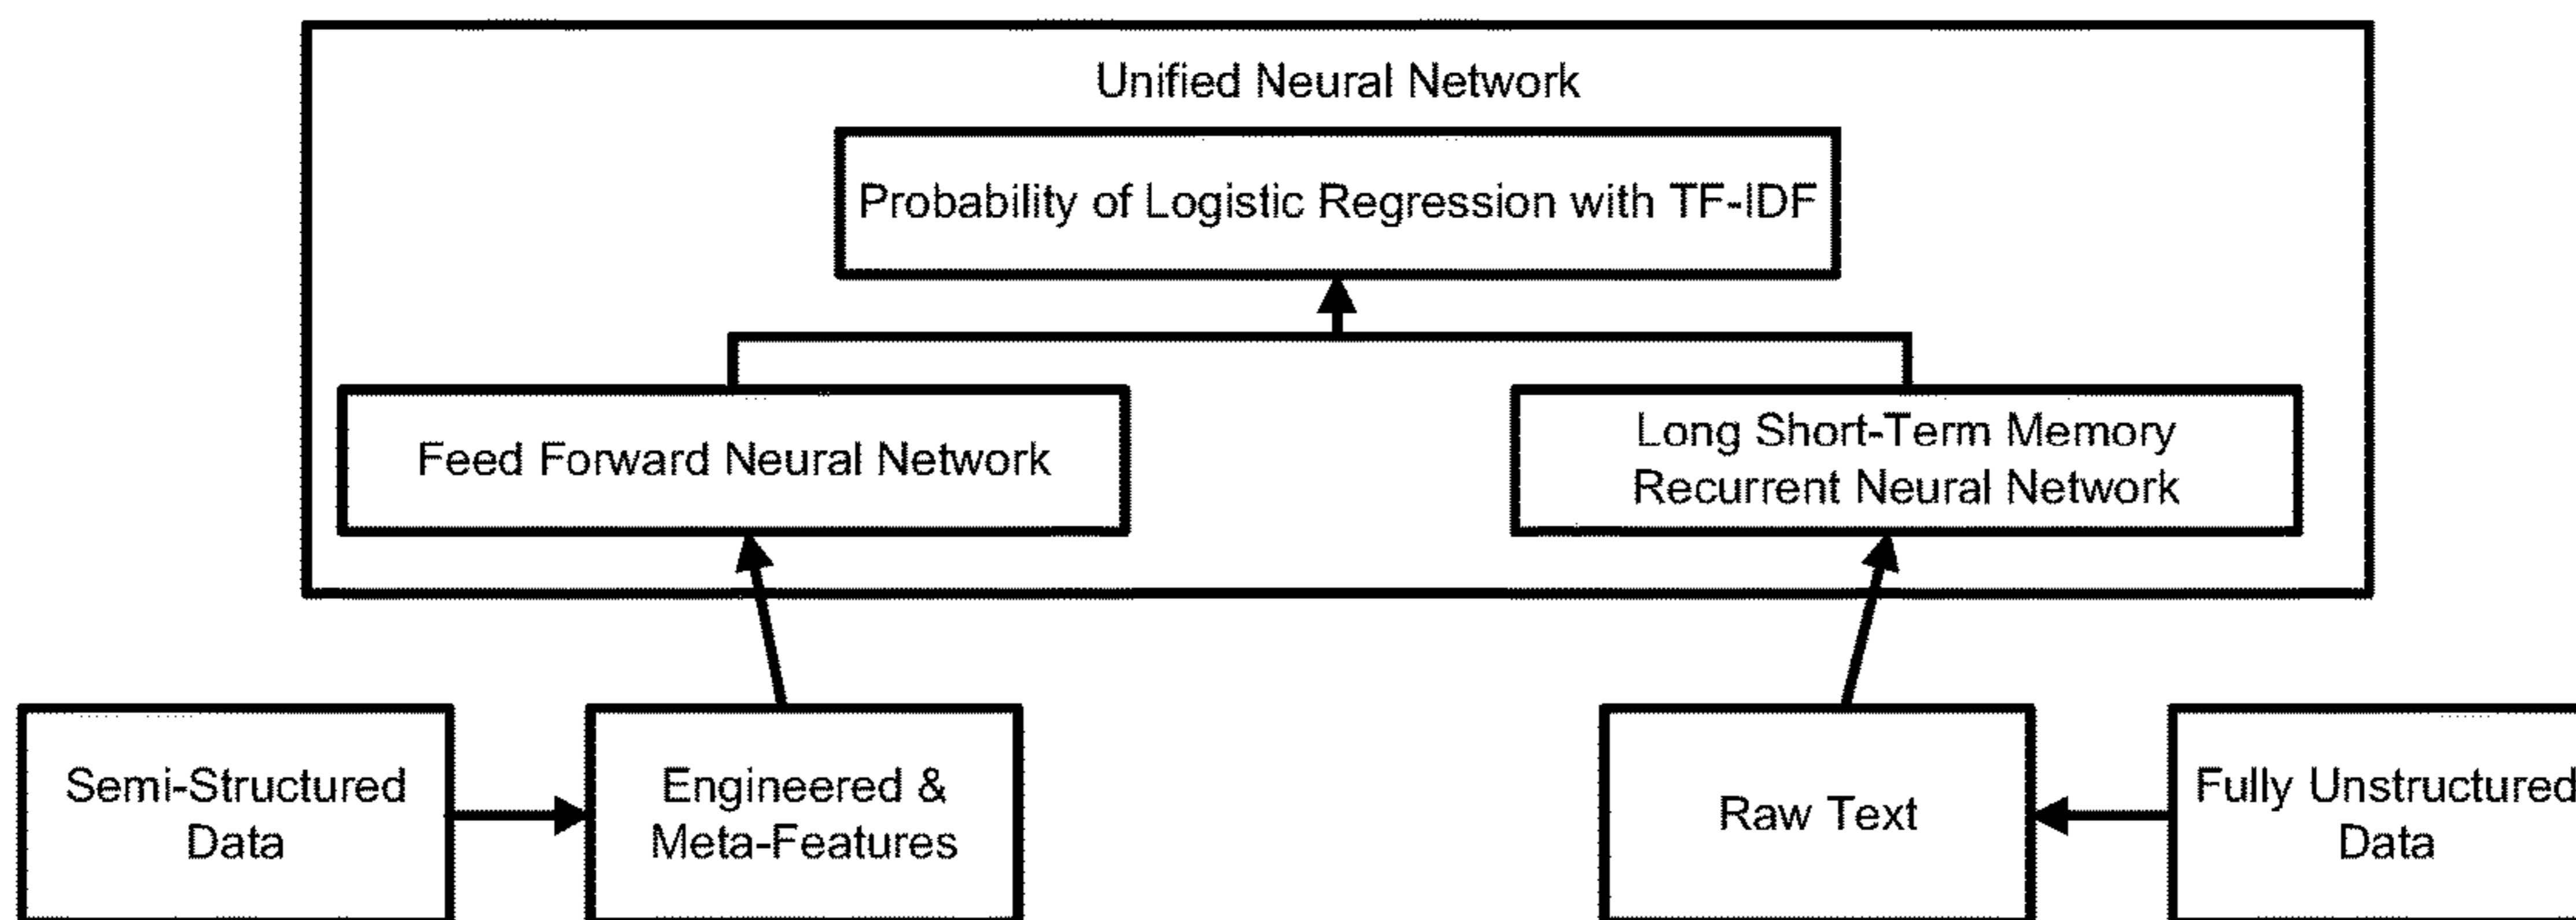 Unified Neural Network
Probability of Logistic Regression with TF-IDF
Feed Forward Neural Network
Long Short-Term Memory
Recurrent Neural Network
Semi-Structured
Data
Engineered &
Meta-Features
Raw Text
Fully Unstructured
Data